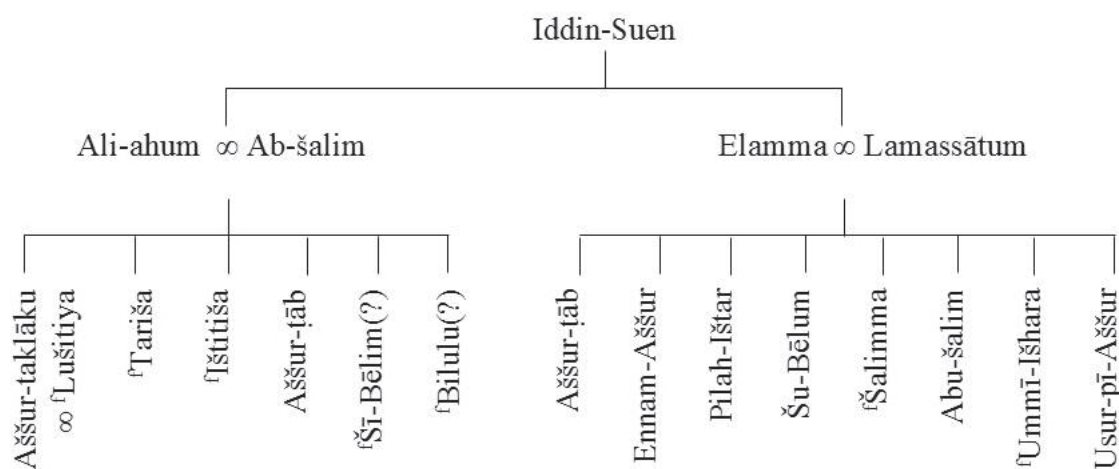 Iddin-Suen
Ali-ahum ∞ Ab-šalim
Elamma ∞ Lamassātum
Aššur-taklāku
∞ ᶠLušitiya
ᶠTariša
ᶠIštitiša
Aššur-ṭāb
ᶠŠī-Bēlim(?)
ᶠBilulu(?)
Aššur-ṭāb
Ennam-Aššur
Pilah-Ištar
Šu-Bēlum
ᶠŠalimma
Abu-šalim
ᶠUmmī-Išhara
Usur-pī-Aššur